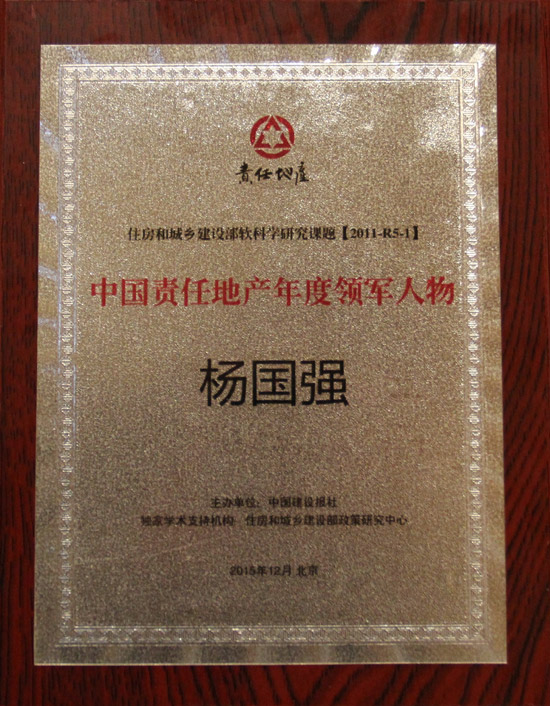 责任地产
住房和城乡建设部软科学研究课题【2011-R5-1】
中国责任地产年度领军人物
杨国强
主办单位：中国建设报社
独家学术支持机构：住房和城乡建设部政策研究中心
2015年12月 北京